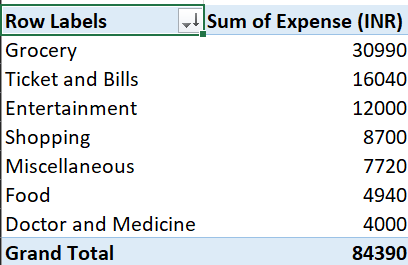 Row Labels Sum of Expense (INR)
Grocery 30990
Ticket and Bills 16040
Entertainment 12000
Shopping 8700
Miscellaneous 7720
Food 4940
Doctor and Medicine 4000
Grand Total 84390